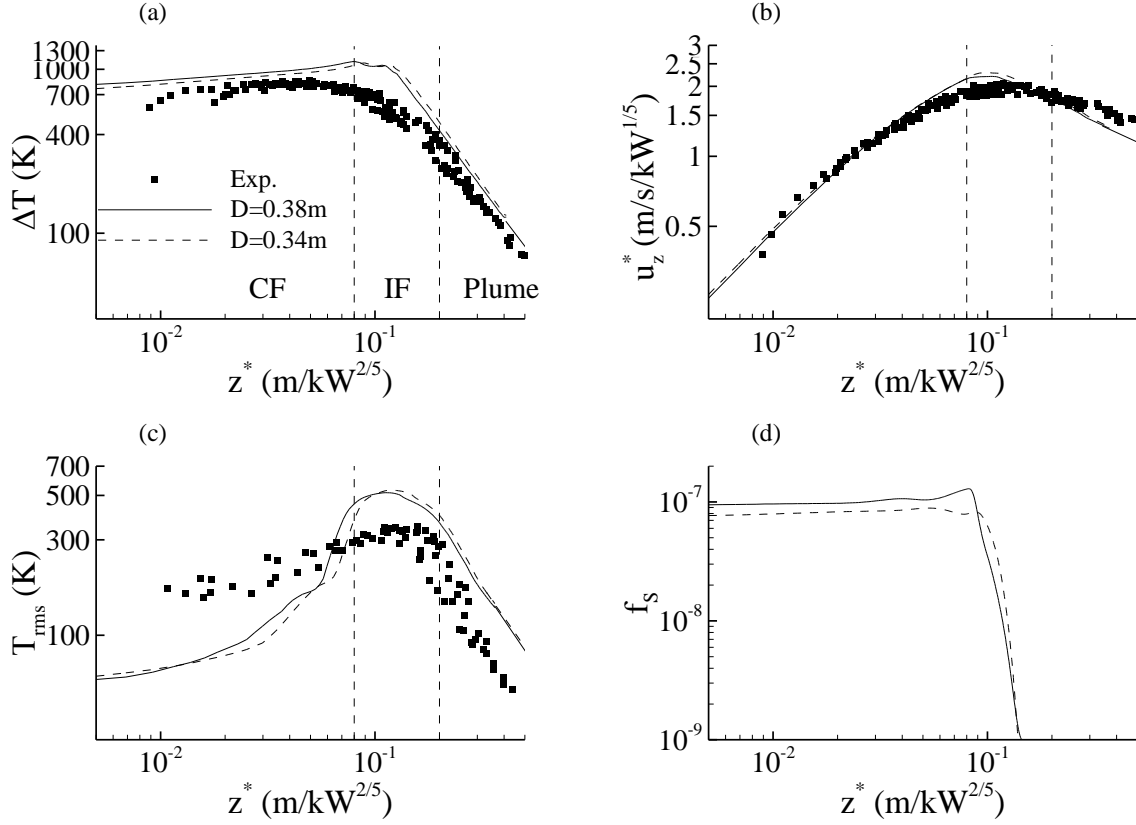 (a)
1300
1000
700
400
100
ΔT (K)
Exp.
D=0.38m
D=0.34m
CF
IF
Plume
10^-2
10^-1
z^* (m/kW^2/5)
(b)
3
2.5
2
1.5
1
0.5
u_z^* (m/s/kW^1/5)
10^-2
10^-1
z^* (m/kW^2/5)
(c)
700
500
300
100
T_rms (K)
10^-2
10^-1
z^* (m/kW^2/5)
(d)
10^-7
10^-8
10^-9
f_s
10^-2
10^-1
z^* (m/kW^2/5)